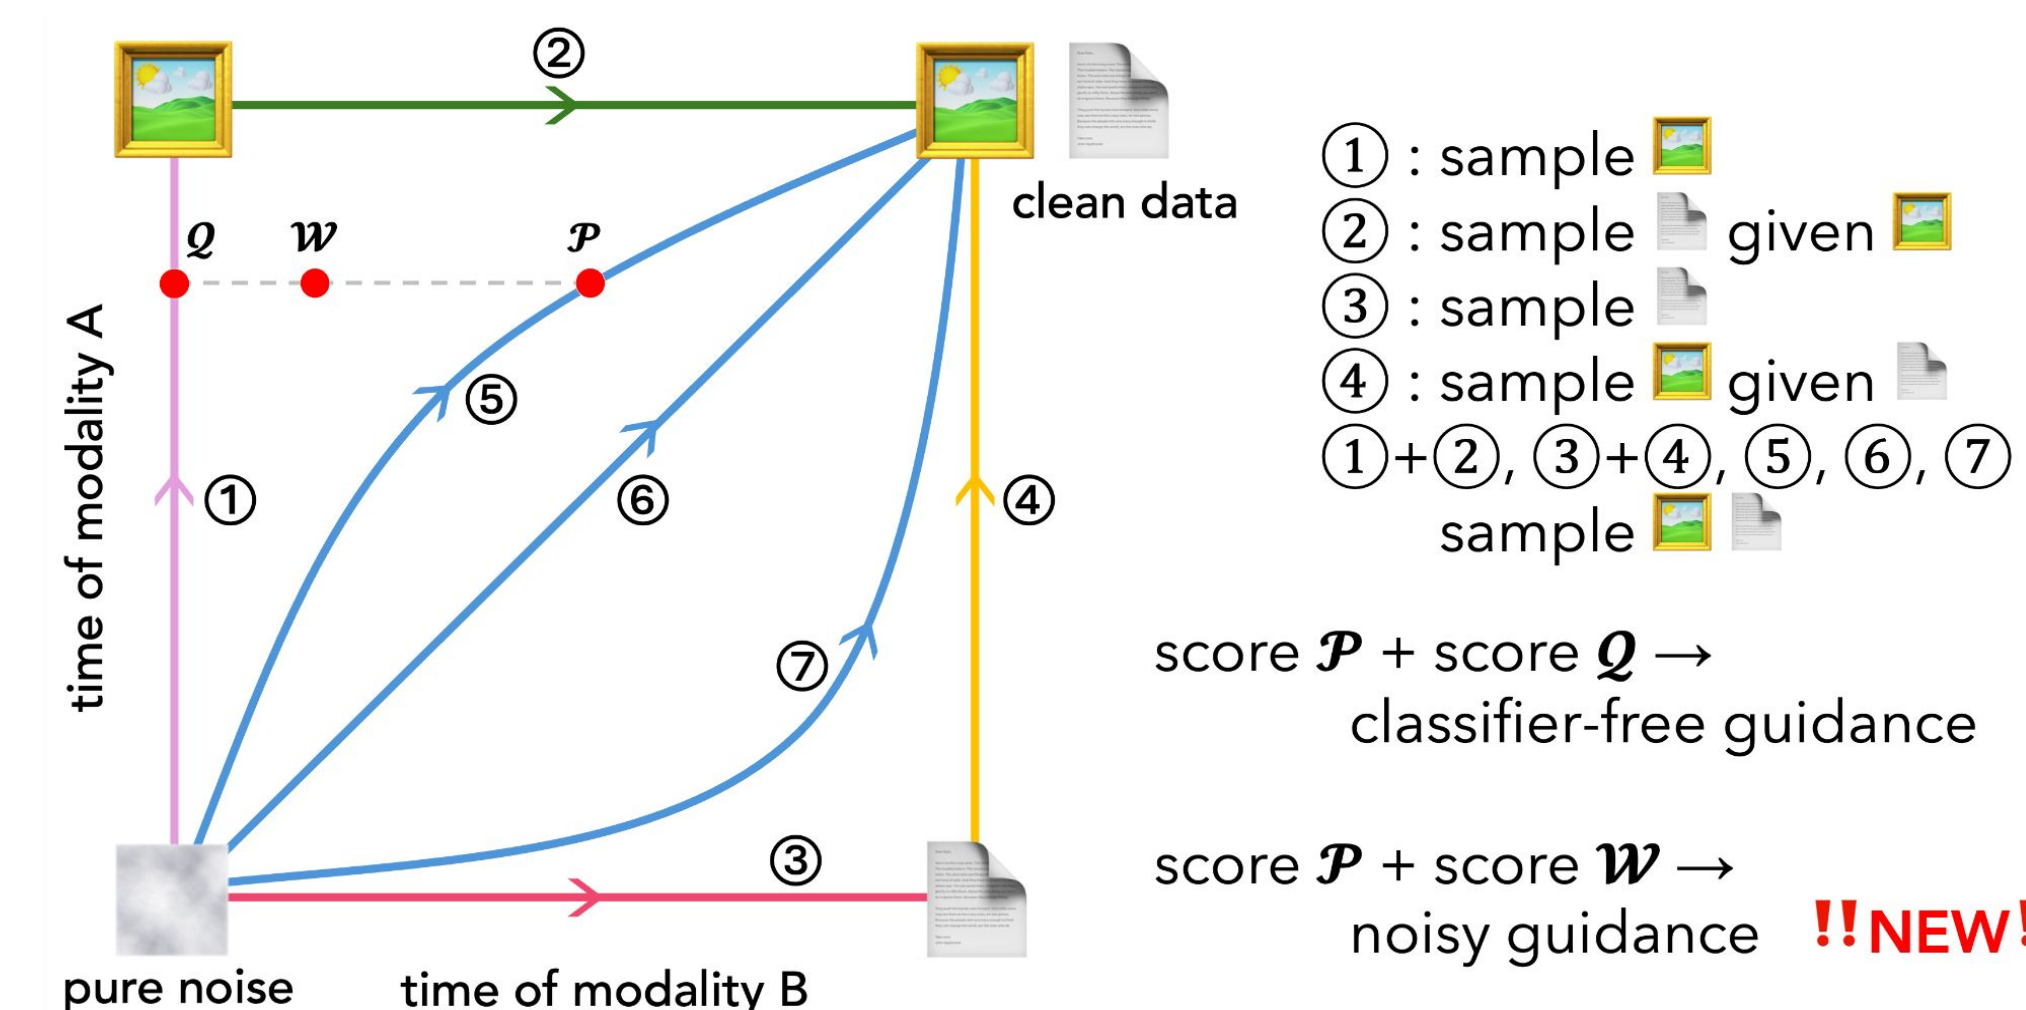 ②
clean data
𝒬 𝒲 𝒫
time of modality A
⑤
①
⑥
④
⑦
③
pure noise
time of modality B
① : sample
② : sample given
③ : sample
④ : sample given
①+②, ③+④, ⑤, ⑥, ⑦
sample
score 𝒫 + score 𝒬 →
classifier-free guidance
score 𝒫 + score 𝒲 →
noisy guidance !!NEW!